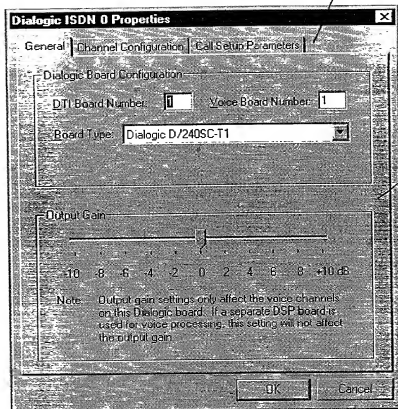 Dialogic ISDN 0 Properties
General Channel Configuration Call Setup Parameters
Dialogic Board Configuration
DTI Board Number: 1 Voice Board Number: 1
Board Type: Dialogic D/240SC-T1
Output Gain
-10 -8 -6 -4 -2 0 2 4 6 8 +10 dB
Note: Output gain settings only affect the voice channels
on this Dialogic board. If a separate DSP board is
used for voice processing, this setting will not affect
the output gain.
OK Cancel